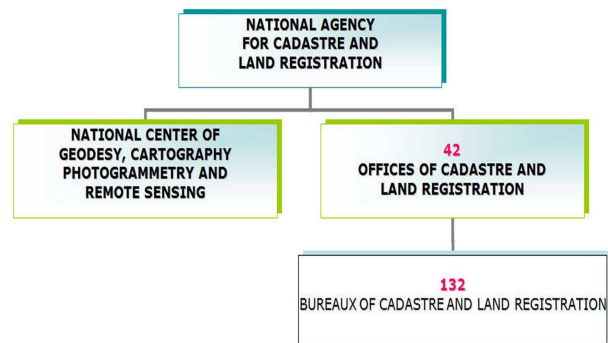 NATIONAL AGENCY
FOR CADASTRE AND
LAND REGISTRATION
NATIONAL CENTER OF
GEODESY, CARTOGRAPHY
PHOTOGRAMMETRY AND
REMOTE SENSING
42
OFFICES OF CADASTRE AND
LAND REGISTRATION
132
BUREAUX OF CADASTRE AND LAND REGISTRATION